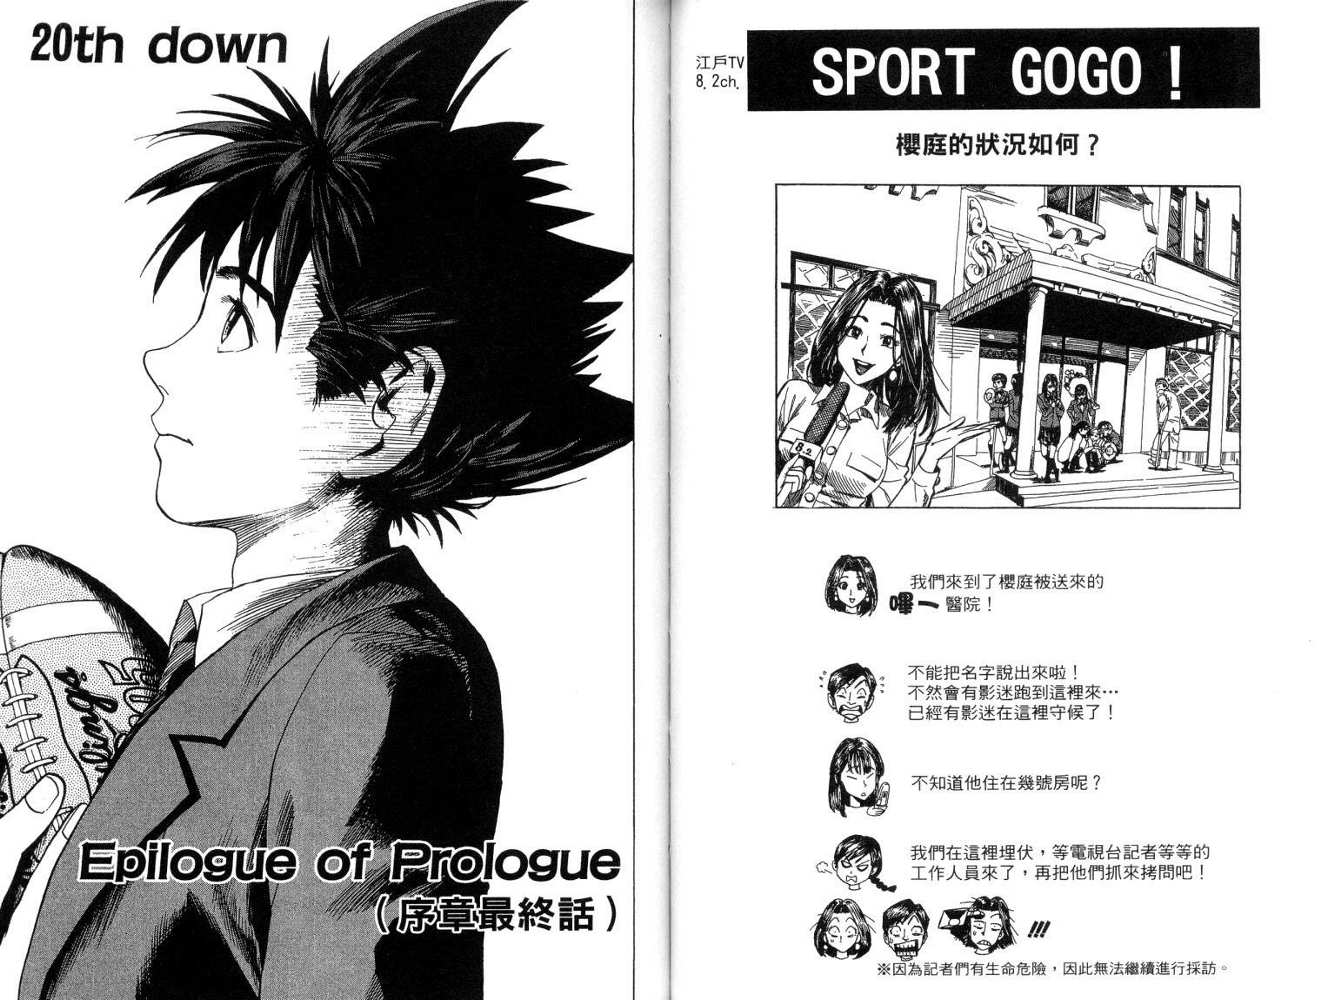 20th down
Epilogue of Prologue
(序章最終話)
江戶TV
8.2ch.
SPORT GOGO!
櫻庭的狀況如何?
8.2
我們來到了櫻庭被送來的
嗶一醫院!
不能把名字說出來啦!
不然會有影迷跑到這裡來…
已經有影迷在這裡守候了!
不知道他住在幾號房呢?
我們在這裡埋伏,等電視台記者等等的
工作人員來了,再把他們抓來拷問吧!
!!!
※因為記者們有生命危險,因此無法繼續進行採訪。